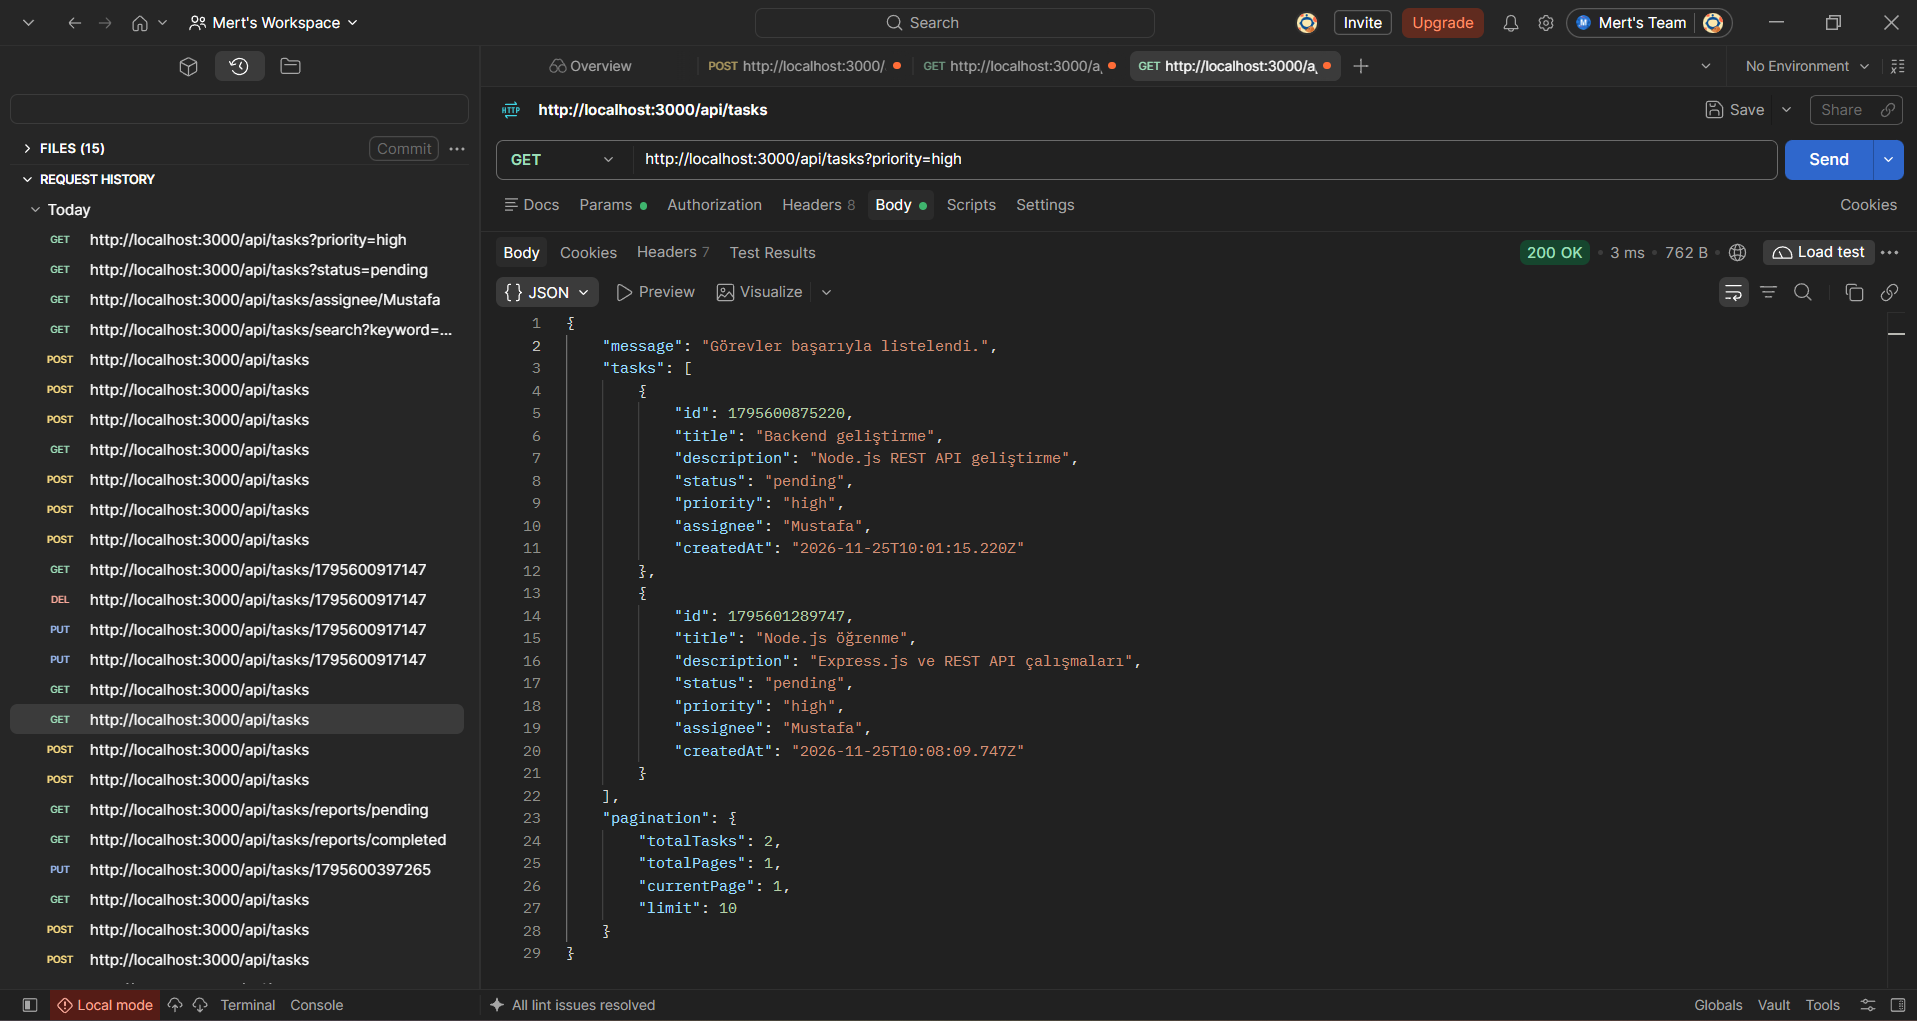 Mert's Workspace
Search
Invite
Upgrade
Mert's Team
Overview
POST http://localhost:3000/
GET http://localhost:3000/a
GET http://localhost:3000/a
No Environment
FILES (15)
Commit
REQUEST HISTORY
Today
GET http://localhost:3000/api/tasks?priority=high
GET http://localhost:3000/api/tasks?status=pending
GET http://localhost:3000/api/tasks/assignee/Mustafa
GET http://localhost:3000/api/tasks/search?keyword=...
POST http://localhost:3000/api/tasks
POST http://localhost:3000/api/tasks
POST http://localhost:3000/api/tasks
GET http://localhost:3000/api/tasks
POST http://localhost:3000/api/tasks
POST http://localhost:3000/api/tasks
POST http://localhost:3000/api/tasks
GET http://localhost:3000/api/tasks/1795600917147
DEL http://localhost:3000/api/tasks/1795600917147
PUT http://localhost:3000/api/tasks/1795600917147
PUT http://localhost:3000/api/tasks/1795600917147
GET http://localhost:3000/api/tasks
GET http://localhost:3000/api/tasks
POST http://localhost:3000/api/tasks
POST http://localhost:3000/api/tasks
GET http://localhost:3000/api/tasks/reports/pending
GET http://localhost:3000/api/tasks/reports/completed
PUT http://localhost:3000/api/tasks/1795600397265
GET http://localhost:3000/api/tasks
POST http://localhost:3000/api/tasks
POST http://localhost:3000/api/tasks
HTTP http://localhost:3000/api/tasks
Save
Share
GET http://localhost:3000/api/tasks?priority=high
Send
Docs Params Authorization Headers 8 Body Scripts Settings
Cookies
Body Cookies Headers 7 Test Results
200 OK 3 ms 762 B
Load test
{} JSON Preview Visualize
1 {
2 "message": "Görevler başarıyla listelendi.",
3 "tasks": [
4 {
5 "id": 1795600875220,
6 "title": "Backend geliştirme",
7 "description": "Node.js REST API geliştirme",
8 "status": "pending",
9 "priority": "high",
10 "assignee": "Mustafa",
11 "createdAt": "2026-11-25T10:01:15.220Z"
12 },
13 {
14 "id": 1795601289747,
15 "title": "Node.js öğrenme",
16 "description": "Express.js ve REST API çalışmaları",
17 "status": "pending",
18 "priority": "high",
19 "assignee": "Mustafa",
20 "createdAt": "2026-11-25T10:08:09.747Z"
21 }
22 ],
23 "pagination": {
24 "totalTasks": 2,
25 "totalPages": 1,
26 "currentPage": 1,
27 "limit": 10
28 }
29 }
Local mode Terminal Console
All lint issues resolved
Globals Vault Tools